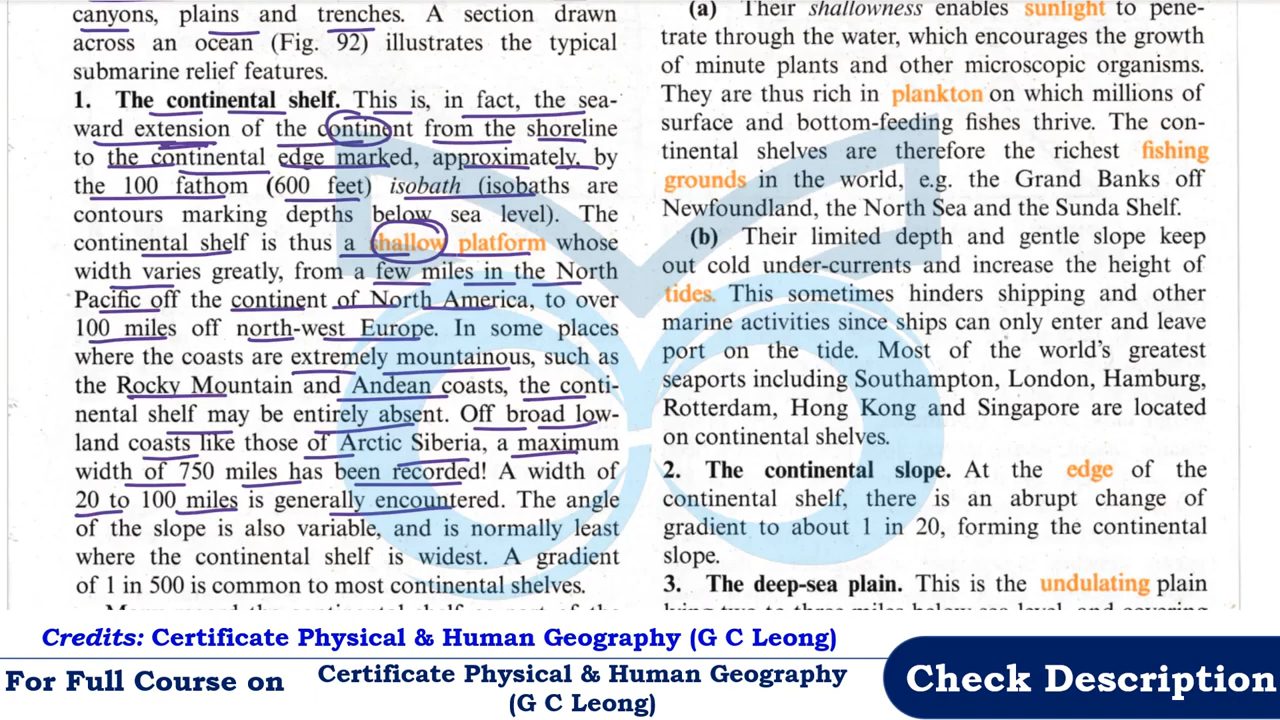 canyons, plains and trenches. A section drawn
across an ocean (Fig. 92) illustrates the typical
submarine relief features.
1. The continental shelf. This is, in fact, the sea-
ward extension of the continent from the shoreline
to the continental edge marked, approximately, by
the 100 fathom (600 feet) isobath (isobaths are
contours marking depths below sea level). The
continental shelf is thus a shallow platform whose
width varies greatly, from a few miles in the North
Pacific off the continent of North America, to over
100 miles off north-west Europe. In some places
where the coasts are extremely mountainous, such as
the Rocky Mountain and Andean coasts, the conti-
nental shelf may be entirely absent. Off broad low-
land coasts like those of Arctic Siberia, a maximum
width of 750 miles has been recorded! A width of
20 to 100 miles is generally encountered. The angle
of the slope is also variable, and is normally least
where the continental shelf is widest. A gradient
of 1 in 500 is common to most continental shelves.
(a) Their shallowness enables sunlight to pene-
trate through the water, which encourages the growth
of minute plants and other microscopic organisms.
They are thus rich in plankton on which millions of
surface and bottom-feeding fishes thrive. The con-
tinental shelves are therefore the richest fishing
grounds in the world, e.g. the Grand Banks off
Newfoundland, the North Sea and the Sunda Shelf.
(b) Their limited depth and gentle slope keep
out cold under-currents and increase the height of
tides. This sometimes hinders shipping and other
marine activities since ships can only enter and leave
port on the tide. Most of the world's greatest
seaports including Southampton, London, Hamburg,
Rotterdam, Hong Kong and Singapore are located
on continental shelves.
2. The continental slope. At the edge of the
continental shelf, there is an abrupt change of
gradient to about 1 in 20, forming the continental
slope.
3. The deep-sea plain. This is the undulating plain
Credits: Certificate Physical & Human Geography (G C Leong)
For Full Course on
Certificate Physical & Human Geography
(G C Leong)
Check Description